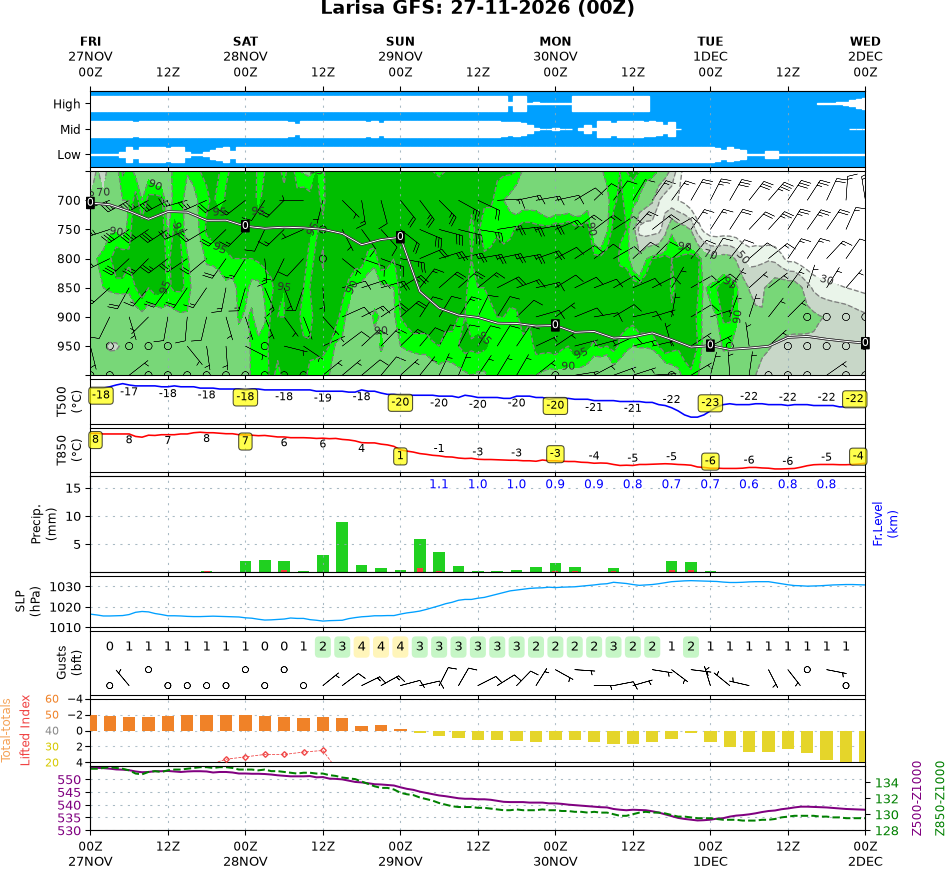 Larisa GFS: 27-11-2026 (00Z)
FRI SAT SUN MON TUE WED
27NOV 28NOV 29NOV 30NOV 1DEC 2DEC
00Z 12Z 00Z 12Z 00Z 12Z 00Z 12Z 00Z 12Z 00Z
High
Mid
Low
700
750
800
850
900
950
T500 (°C)
-18 -17 -18 -18 -18 -18 -19 -18 -20 -20 -20 -20 -20 -21 -21 -22 -23 -22 -22 -22 -22
T850 (°C)
8 8 7 8 7 6 6 4 1 -1 -3 -3 -3 -4 -5 -5 -6 -6 -6 -5 -4
Precip. (mm)
15
10
5
1.1 1.0 1.0 0.9 0.9 0.8 0.7 0.7 0.6 0.8 0.8
Fr.Level (km)
SLP (hPa)
1030
1020
1010
Gusts (bft)
0 1 1 1 1 1 1 1 0 0 1 2 3 4 4 4 3 3 3 3 3 3 2 2 2 3 2 2 1 2 1 1 1 1 1 1 1 1
Total-totals
Lifted Index
60 −4
50 −2
40 0
30 2
20 4
550
545
540
535
530
134
132
130
128
Z500-Z1000
Z850-Z1000
00Z 12Z 00Z 12Z 00Z 12Z 00Z 12Z 00Z 12Z 00Z
27NOV 28NOV 29NOV 30NOV 1DEC 2DEC